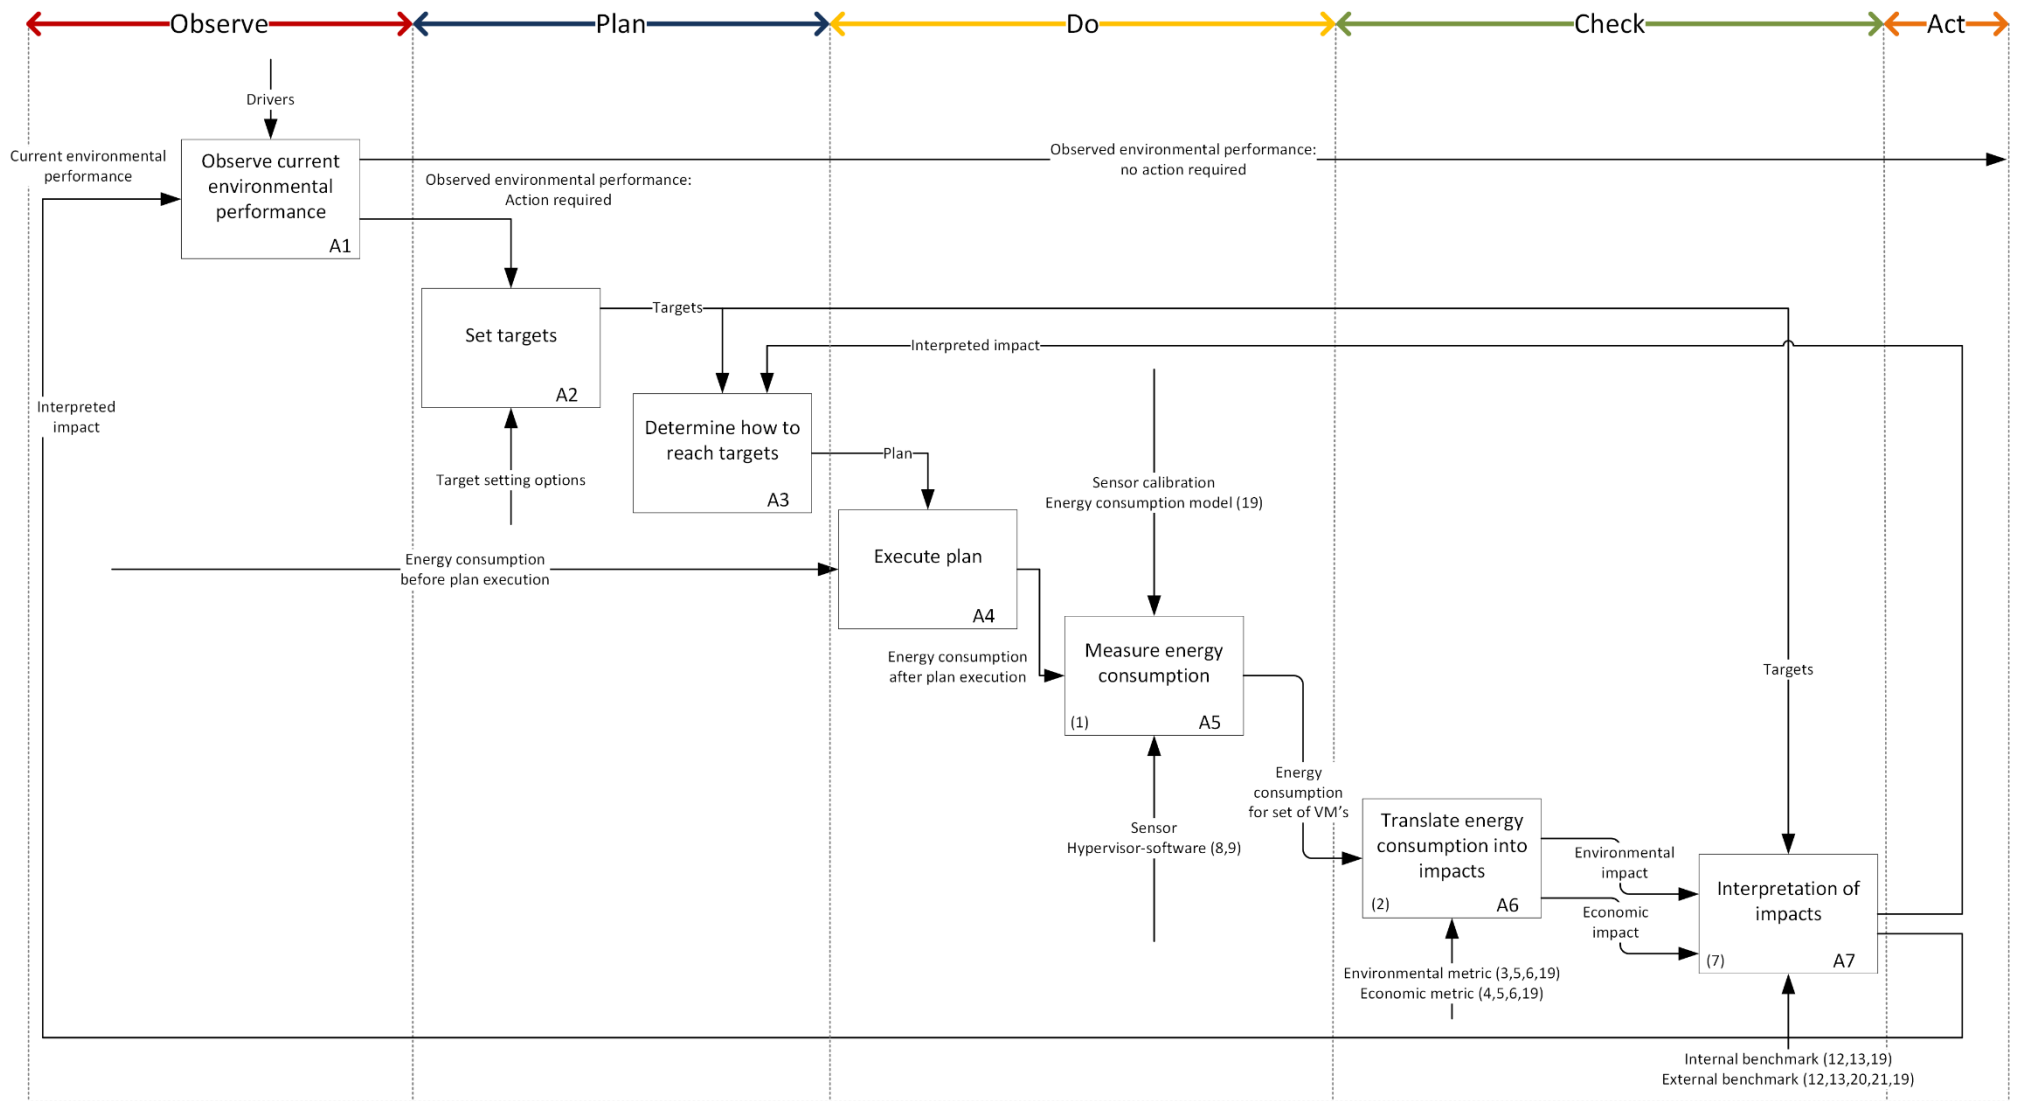 Observe
Plan
Do
Check
Act
Drivers
Current environmental
performance
Observe current
environmental
performance
A1
Observed environmental performance:
no action required
Observed environmental performance:
Action required
Set targets
A2
Targets
Interpreted impact
Interpreted
impact
Target setting options
Determine how to
reach targets
A3
Plan
Sensor calibration
Energy consumption model (19)
Energy consumption
before plan execution
Execute plan
A4
Energy consumption
after plan execution
Measure energy
consumption
(1)
A5
Targets
Energy
consumption
for set of VM's
Sensor
Hypervisor-software (8,9)
Translate energy
consumption into
impacts
(2)
A6
Environmental
impact
Economic
impact
Interpretation of
impacts
(7)
A7
Environmental metric (3,5,6,19)
Economic metric (4,5,6,19)
Internal benchmark (12,13,19)
External benchmark (12,13,20,21,19)